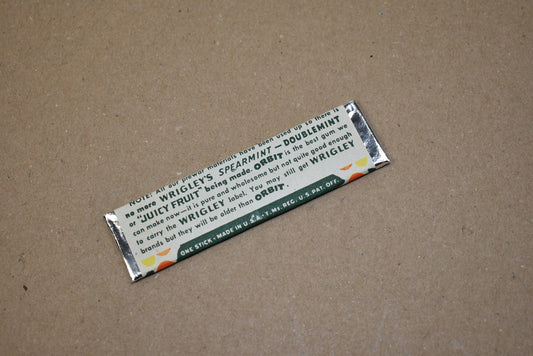 NOTE: All our prewar materials have been used up so there is
no more WRIGLEY'S SPEARMINT — DOUBLEMINT
or "JUICY FRUIT" being made. ORBIT is the best gum we
can make now—it is pure and wholesome but not quite good enough
to carry the WRIGLEY label. You may still get WRIGLEY
brands but they will be older than ORBIT.
ONE STICK • MADE IN U.S.A. • T. Ms. REG. U.S. PAT. OFF.